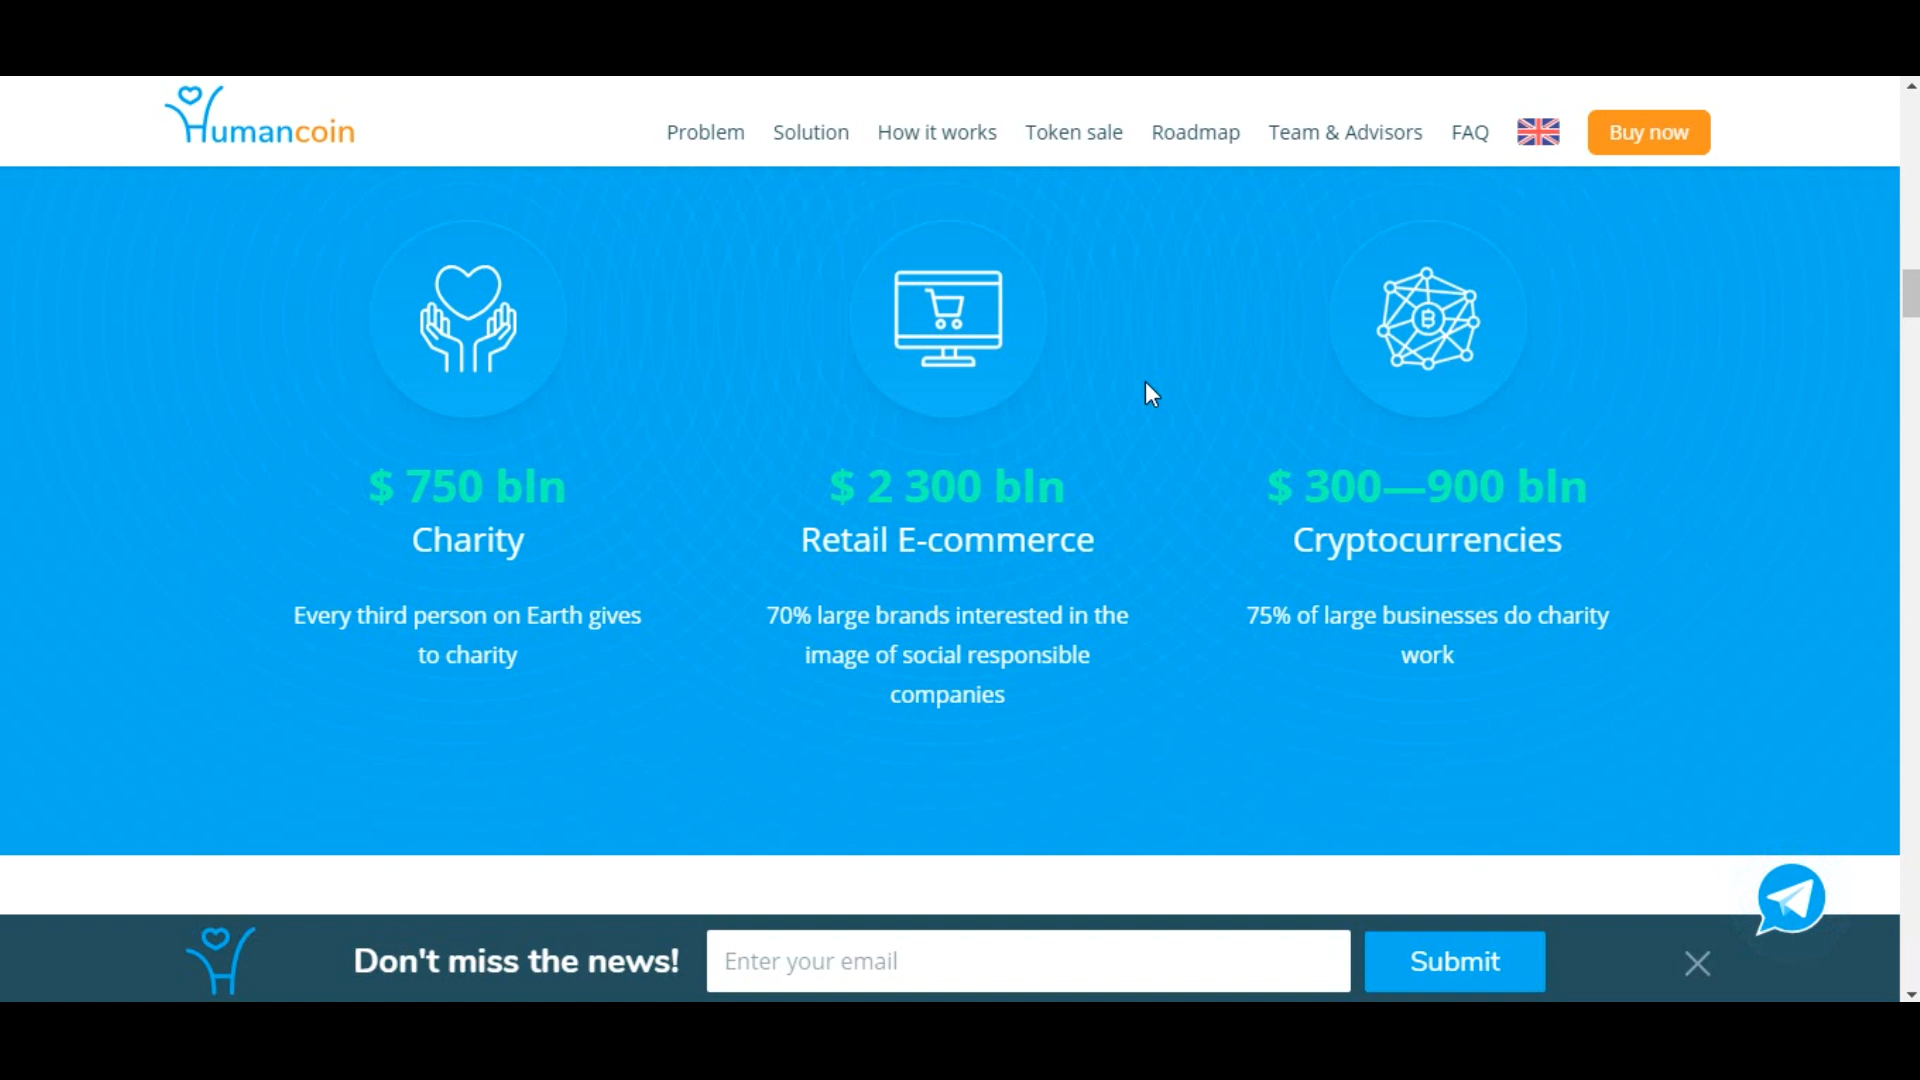 Humancoin
Problem Solution How it works Token sale Roadmap Team & Advisors FAQ Buy now
$ 750 bln
Charity
Every third person on Earth gives
to charity
$ 2 300 bln
Retail E-commerce
70% large brands interested in the
image of social responsible
companies
$ 300—900 bln
Cryptocurrencies
75% of large businesses do charity
work
Don't miss the news! Enter your email Submit